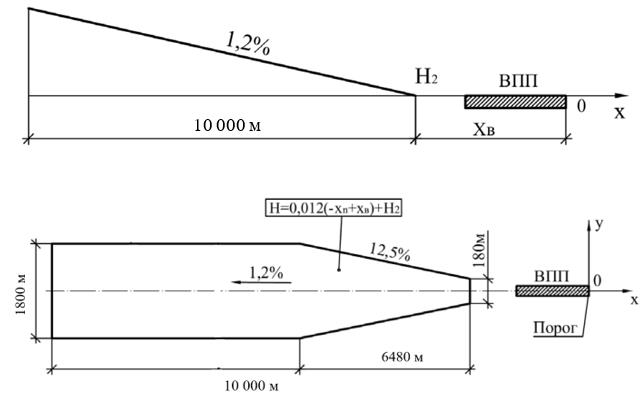 1,2%
H₂
ВПП
0
x
10 000 м
Xв
H=0,012(-xп+xв)+H₂
y
12,5%
180м
1,2%
ВПП
0
x
1800 м
Порог
6480 м
10 000 м